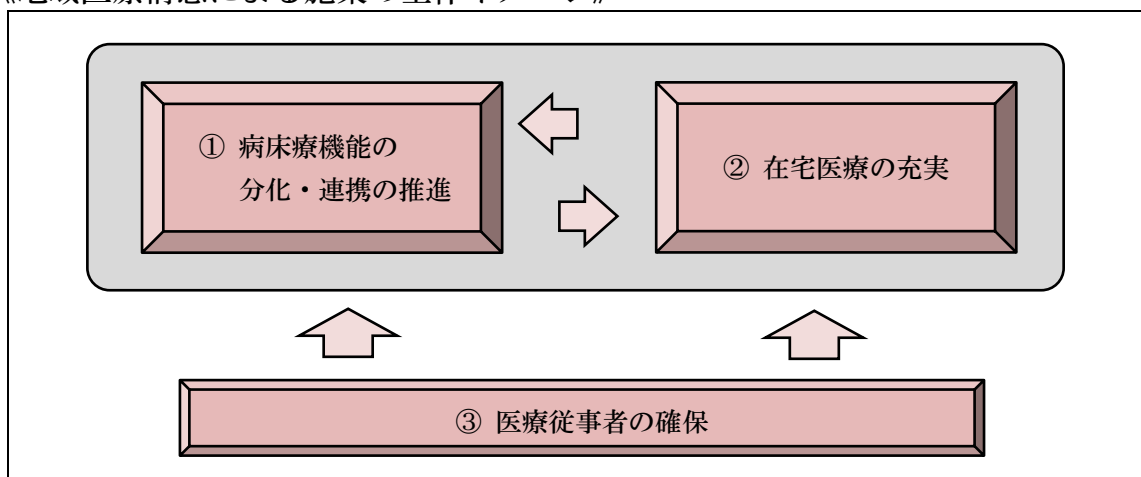 ① 病床療機能の
分化・連携の推進
② 在宅医療の充実
③ 医療従事者の確保